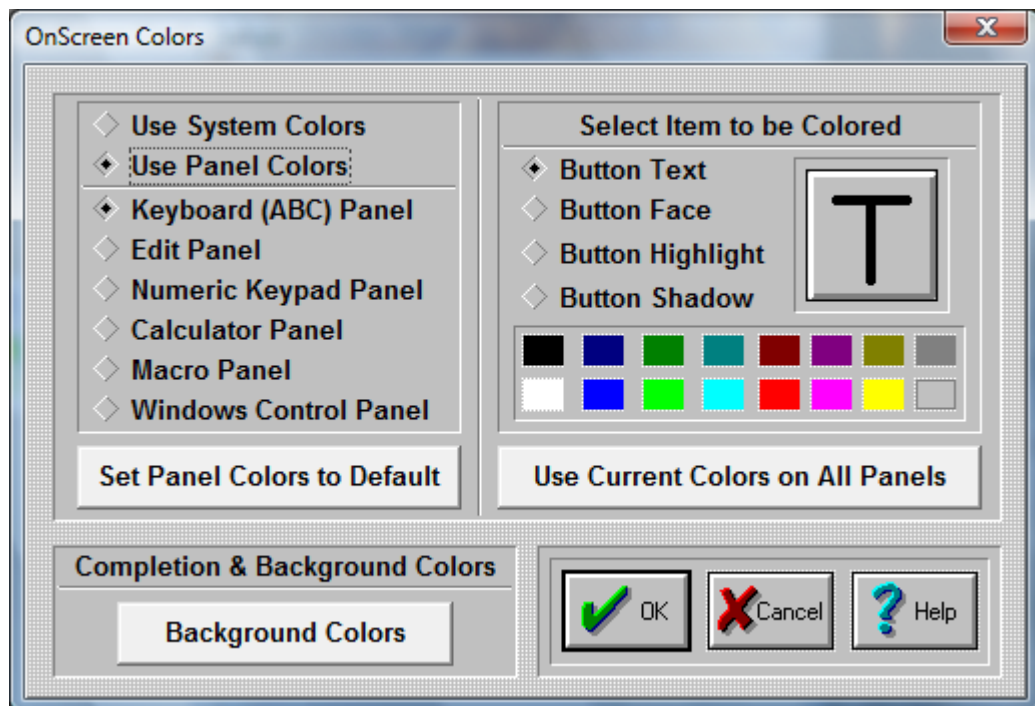 OnScreen Colors
Use System Colors
Use Panel Colors
Keyboard (ABC) Panel
Edit Panel
Numeric Keypad Panel
Calculator Panel
Macro Panel
Windows Control Panel
Set Panel Colors to Default
Select Item to be Colored
Button Text
Button Face
Button Highlight
Button Shadow
T
Use Current Colors on All Panels
Completion & Background Colors
Background Colors
OK
Cancel
Help